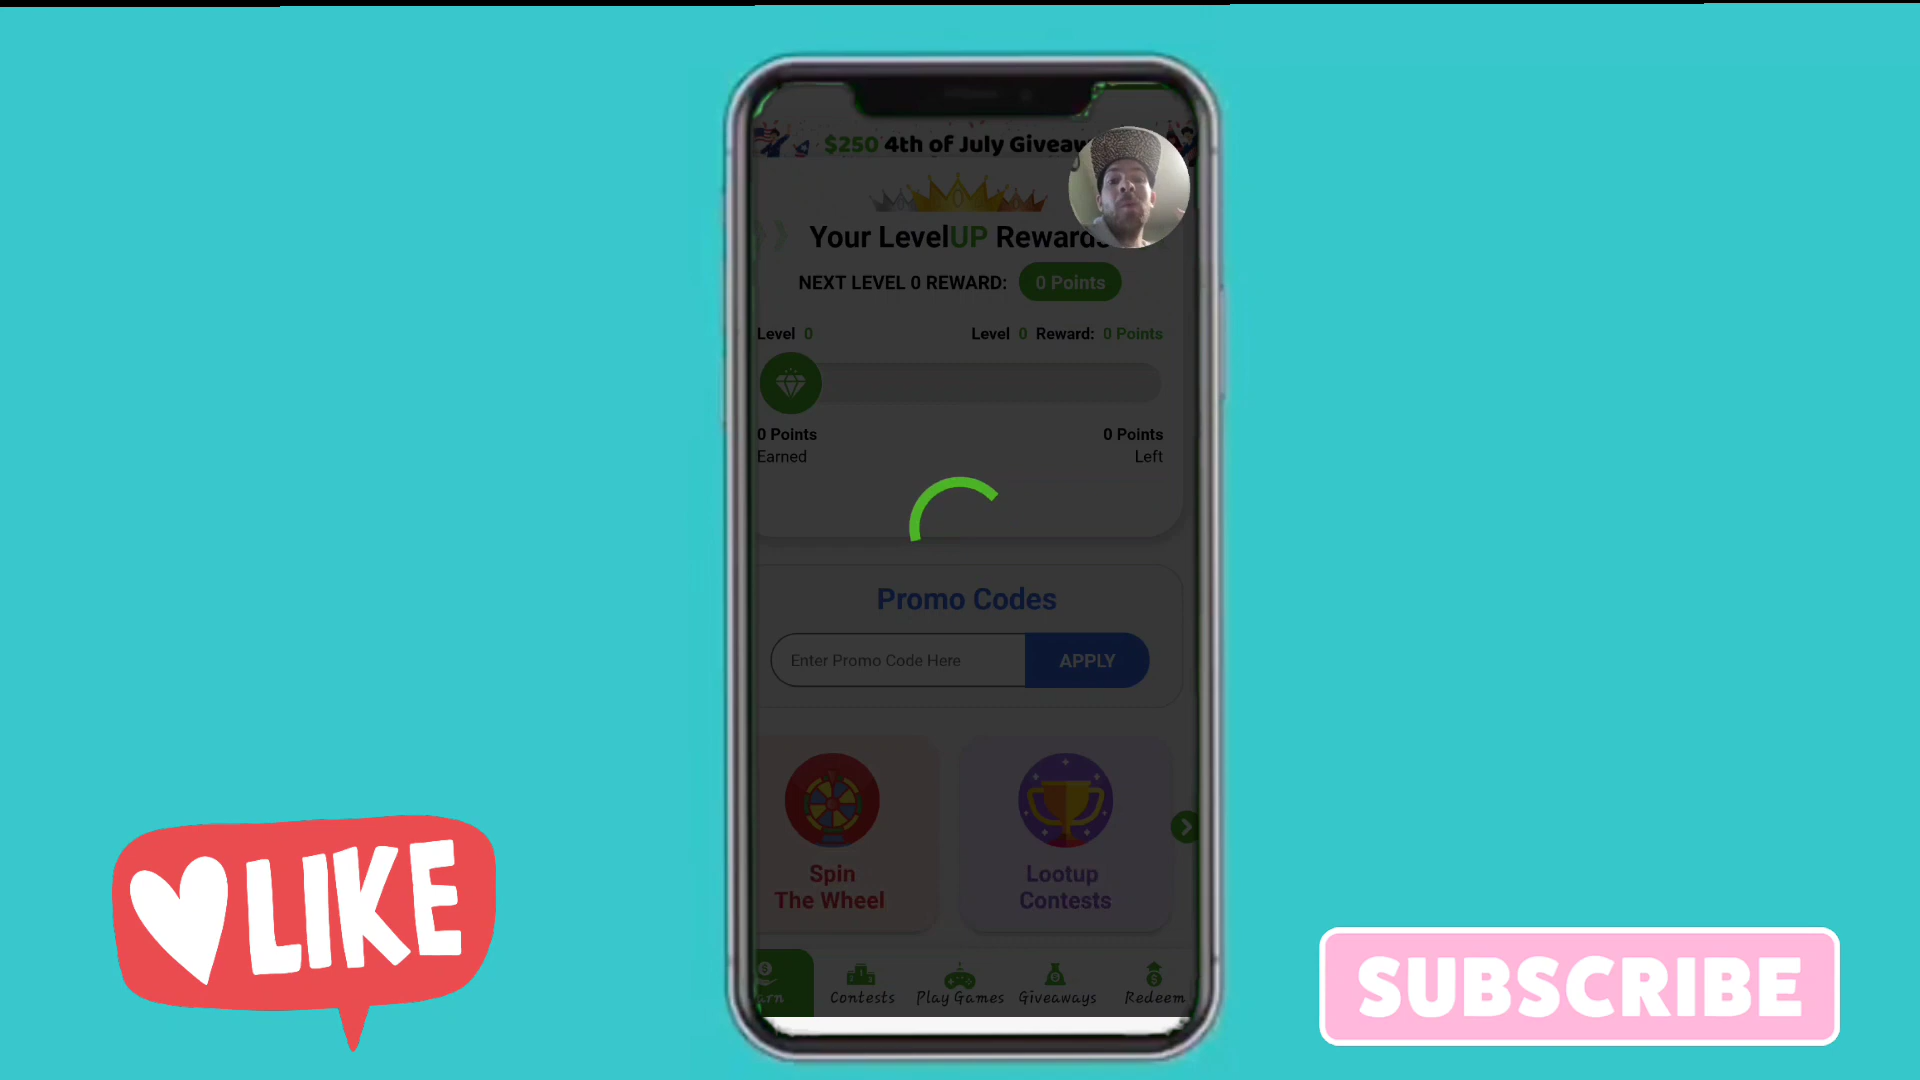 $250 4th of July Giveaw
Your LevelUP Rewards
NEXT LEVEL 0 REWARD: 0 Points
Level 0 Level 0 Reward: 0 Points
0 Points 0 Points
Earned Left
Promo Codes
Enter Promo Code Here APPLY
Spin
The Wheel
Lootup
Contests
arn Contests Play Games Giveaways Redeem
LIKE
SUBSCRIBE